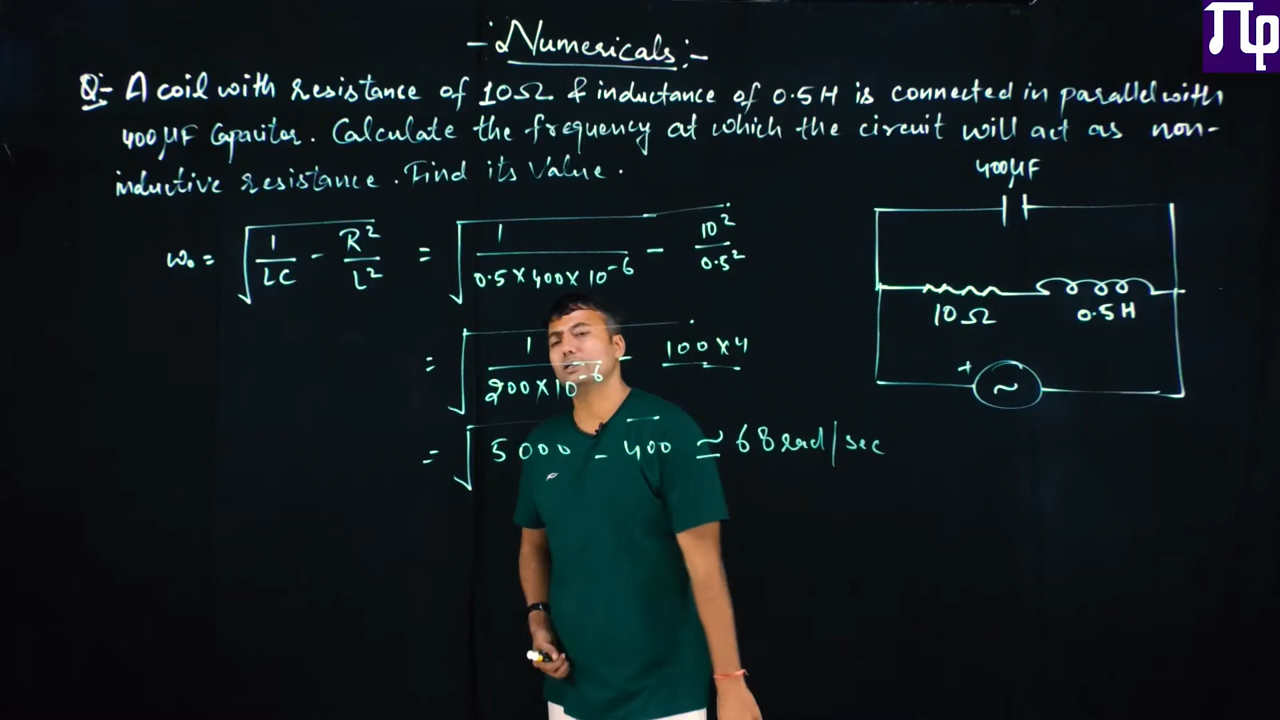 -: Numericals :-
Q:- A coil with resistance of 10Ω & inductance of 0.5H is connected in parallel with
400μF Capacitor. Calculate the frequency at which the circuit will act as non-
inductive resistance. Find its Value.
400μF
ω₀ = √(1/LC - R²/L²) = √(1/(0.5×400×10⁻⁶) - 10²/0.5²)
10Ω 0.5H
= √(1/(200×10⁻⁶) - 100×4)
+ ~
= √(5000 - 400) ≃ 68 rad/sec
πφ